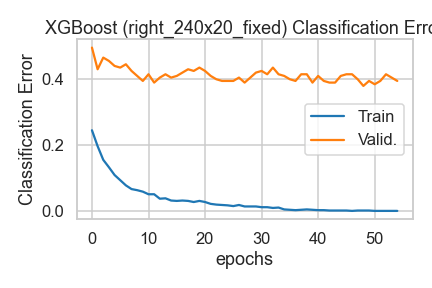 XGBoost (right_240x20_fixed) Classification Erro
0.4
0.2
0.0
Classification Error
Train
Valid.
0 10 20 30 40 50
epochs